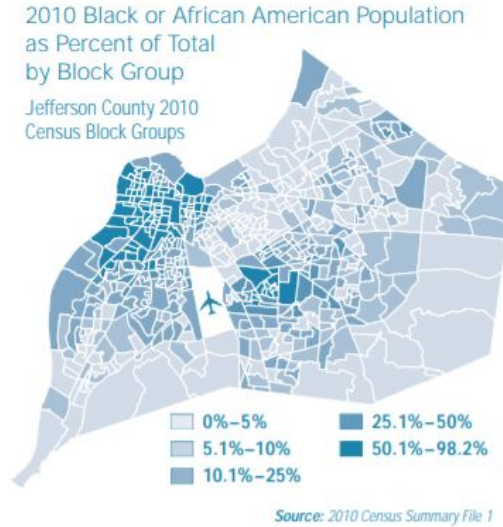 2010 Black or African American Population
as Percent of Total
by Block Group
Jefferson County 2010
Census Block Groups
0%–5%
5.1%–10%
10.1%–25%
25.1%–50%
50.1%–98.2%
Source: 2010 Census Summary File 1